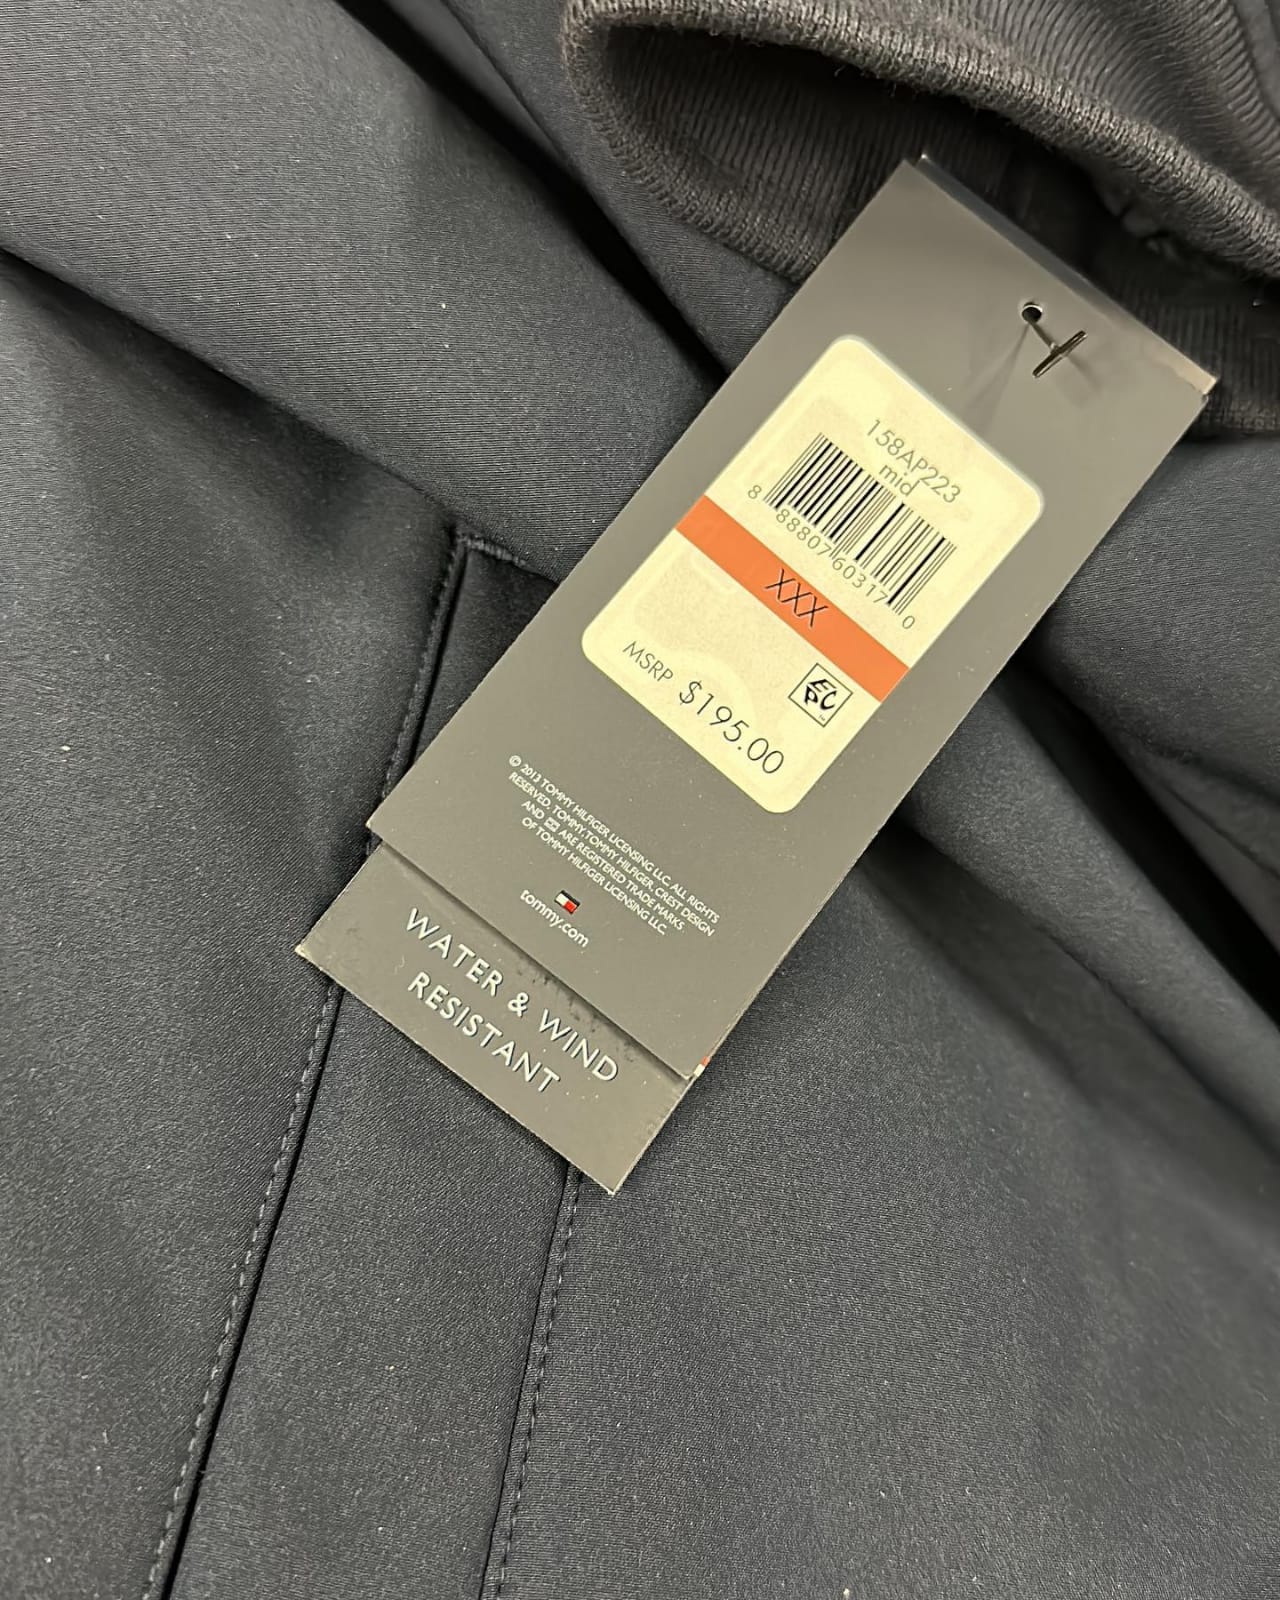 158AP223
mid
8 88807 60317 0
XXX
EPC
MSRP $195.00
© 2013 TOMMY HILFIGER LICENSING LLC. ALL RIGHTS
RESERVED. TOMMY, TOMMY HILFIGER, CREST DESIGN
AND ARE REGISTERED TRADE MARKS
OF TOMMY HILFIGER LICENSING LLC.
tommy.com
WATER & WIND
RESISTANT